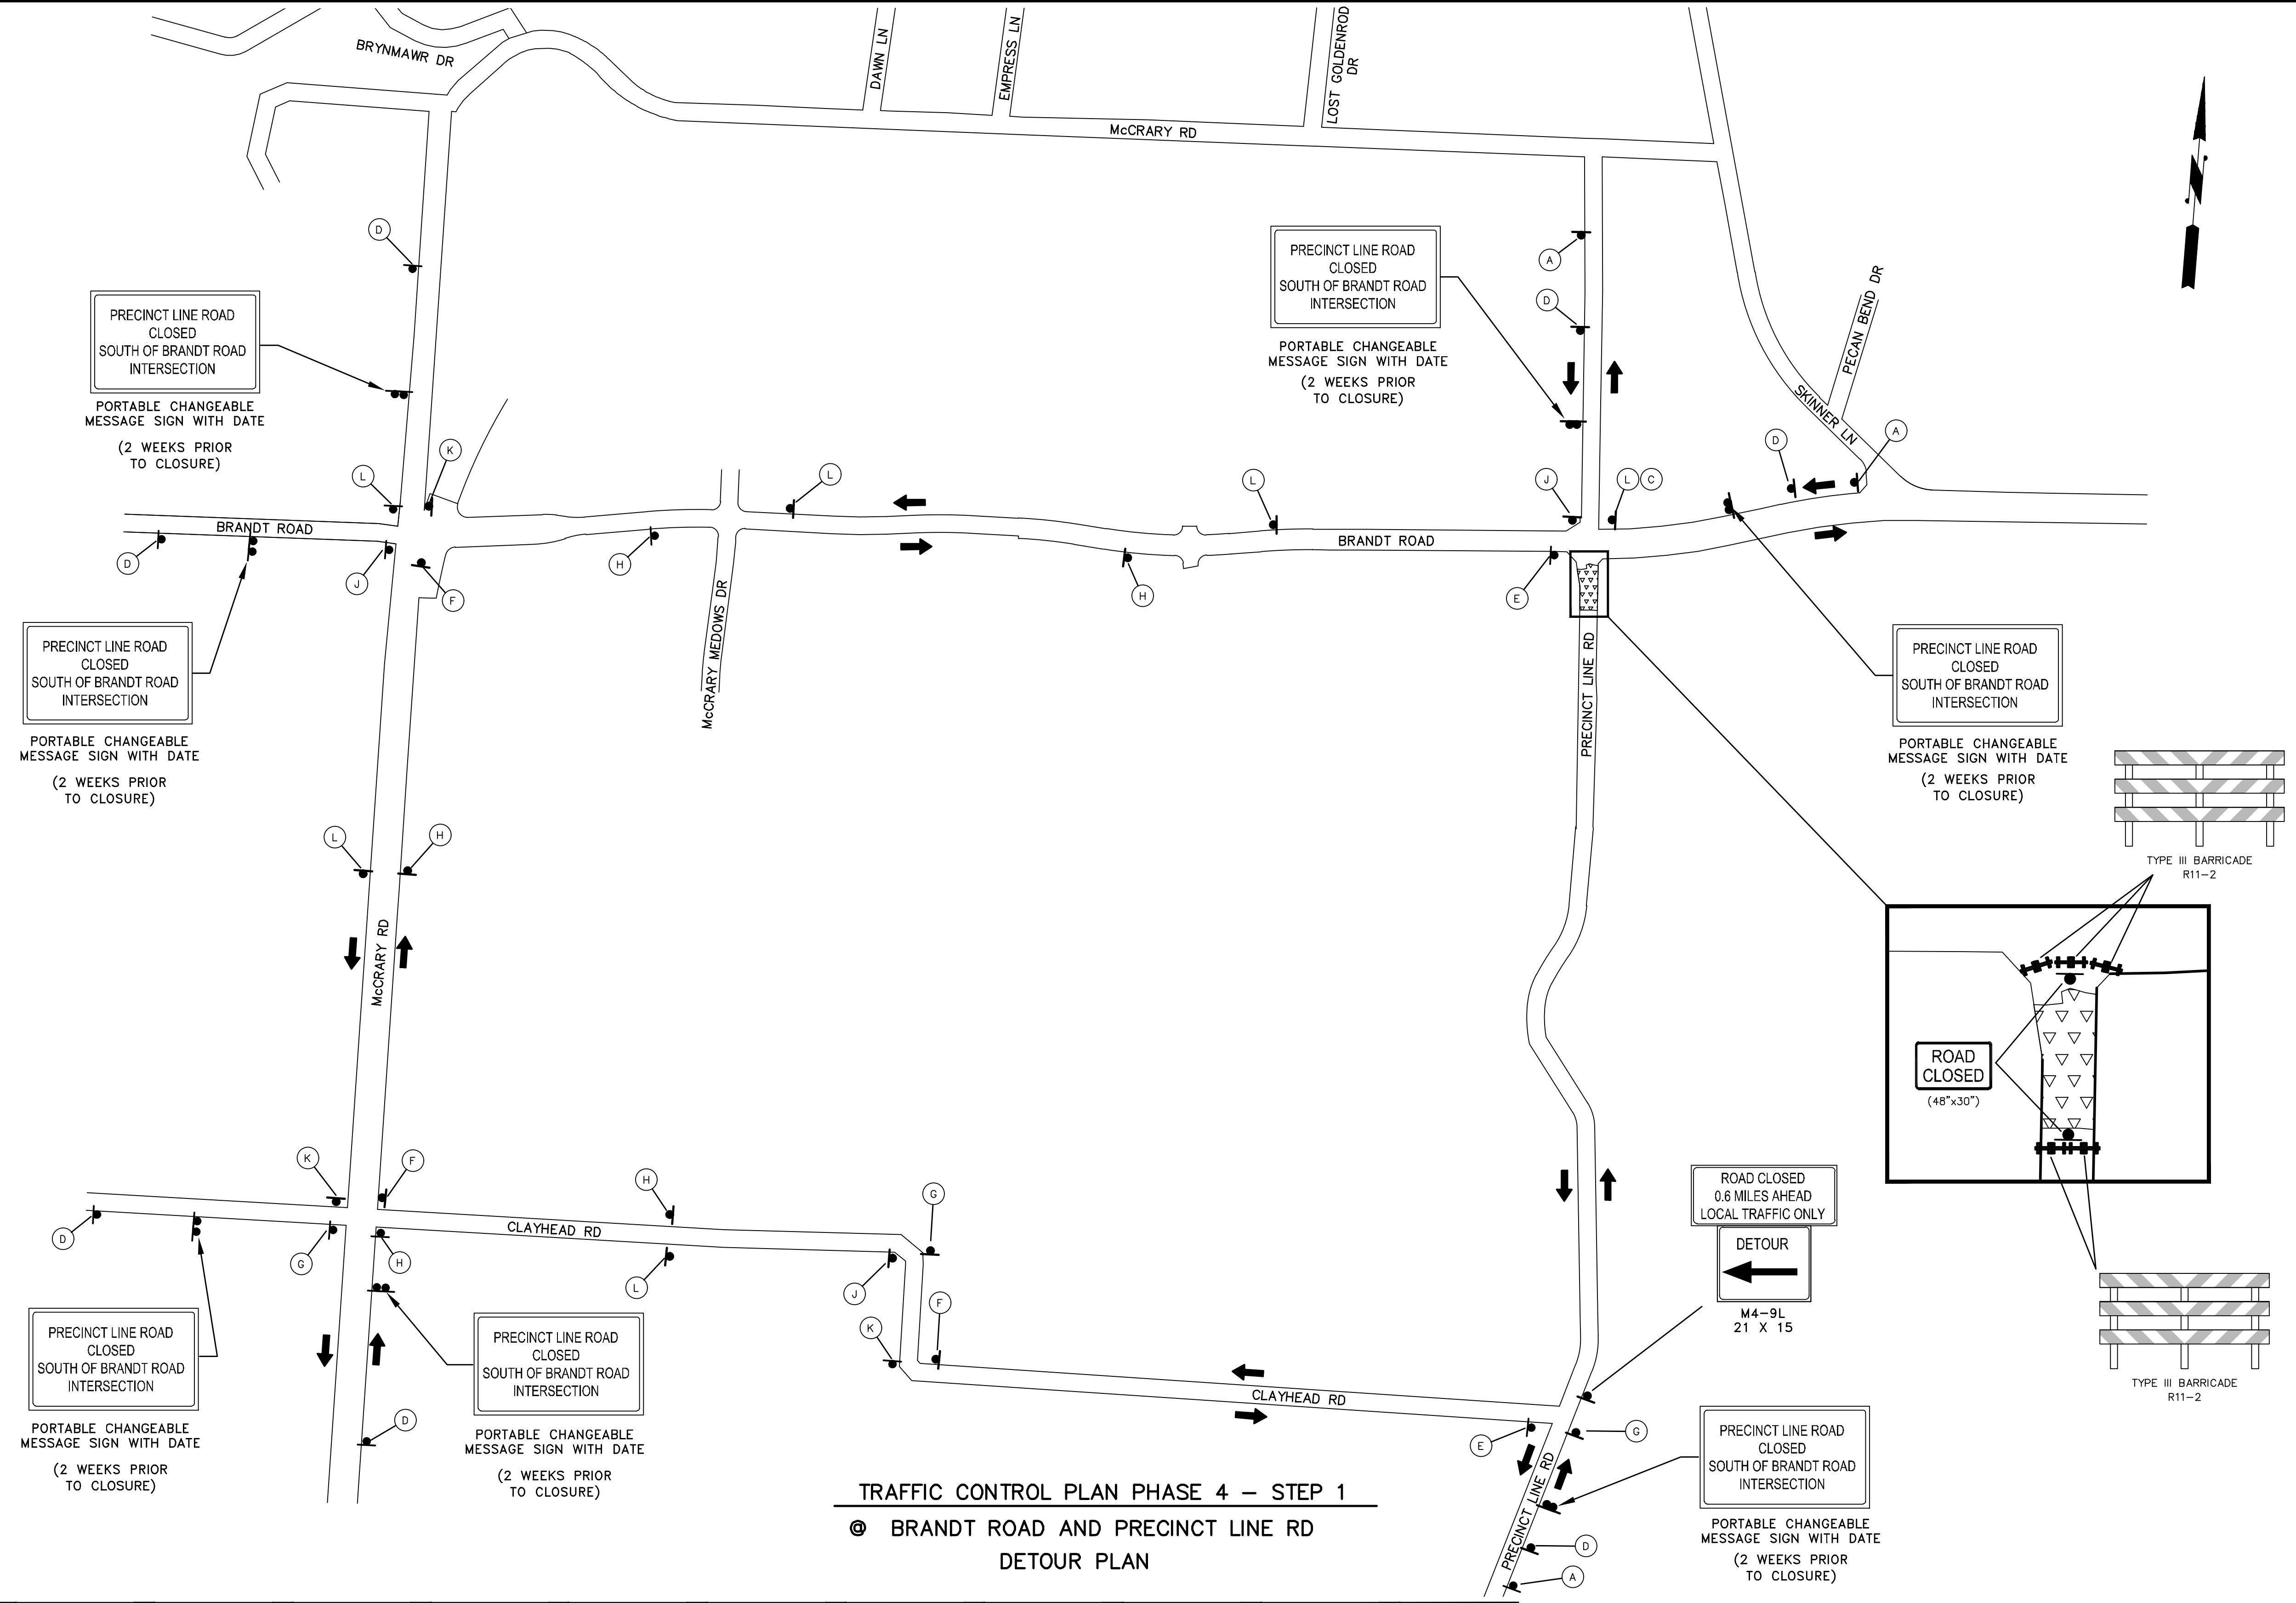 BRYNMAWR DR
DAWN LN
EMPRESS LN
LOST GOLDENROD
DR
McCRARY RD
D
PRECINCT LINE ROAD
CLOSED
SOUTH OF BRANDT ROAD
INTERSECTION
PORTABLE CHANGEABLE
MESSAGE SIGN WITH DATE
(2 WEEKS PRIOR
TO CLOSURE)
PRECINCT LINE ROAD
CLOSED
SOUTH OF BRANDT ROAD
INTERSECTION
PORTABLE CHANGEABLE
MESSAGE SIGN WITH DATE
(2 WEEKS PRIOR
TO CLOSURE)
A
D
N
PECAN BEND DR
SKINNER LN
D
A
L
K
L
L
J
L
C
BRANDT ROAD
BRANDT ROAD
D
J
F
H
H
E
McCRARY MEDOWS DR
PRECINCT LINE RD
PRECINCT LINE ROAD
CLOSED
SOUTH OF BRANDT ROAD
INTERSECTION
PORTABLE CHANGEABLE
MESSAGE SIGN WITH DATE
(2 WEEKS PRIOR
TO CLOSURE)
PRECINCT LINE ROAD
CLOSED
SOUTH OF BRANDT ROAD
INTERSECTION
PORTABLE CHANGEABLE
MESSAGE SIGN WITH DATE
(2 WEEKS PRIOR
TO CLOSURE)
TYPE III BARRICADE
R11-2
L
H
McCRARY RD
ROAD
CLOSED
(48"x30")
K
F
H
G
CLAYHEAD RD
D
G
H
L
J
F
K
ROAD CLOSED
0.6 MILES AHEAD
LOCAL TRAFFIC ONLY
DETOUR
M4-9L
21 X 15
TYPE III BARRICADE
R11-2
CLAYHEAD RD
PRECINCT LINE ROAD
CLOSED
SOUTH OF BRANDT ROAD
INTERSECTION
PORTABLE CHANGEABLE
MESSAGE SIGN WITH DATE
(2 WEEKS PRIOR
TO CLOSURE)
PRECINCT LINE ROAD
CLOSED
SOUTH OF BRANDT ROAD
INTERSECTION
PORTABLE CHANGEABLE
MESSAGE SIGN WITH DATE
(2 WEEKS PRIOR
TO CLOSURE)
D
E
G
PRECINCT LINE RD
PRECINCT LINE ROAD
CLOSED
SOUTH OF BRANDT ROAD
INTERSECTION
PORTABLE CHANGEABLE
MESSAGE SIGN WITH DATE
(2 WEEKS PRIOR
TO CLOSURE)
D
A
TRAFFIC CONTROL PLAN PHASE 4 - STEP 1
@ BRANDT ROAD AND PRECINCT LINE RD
DETOUR PLAN